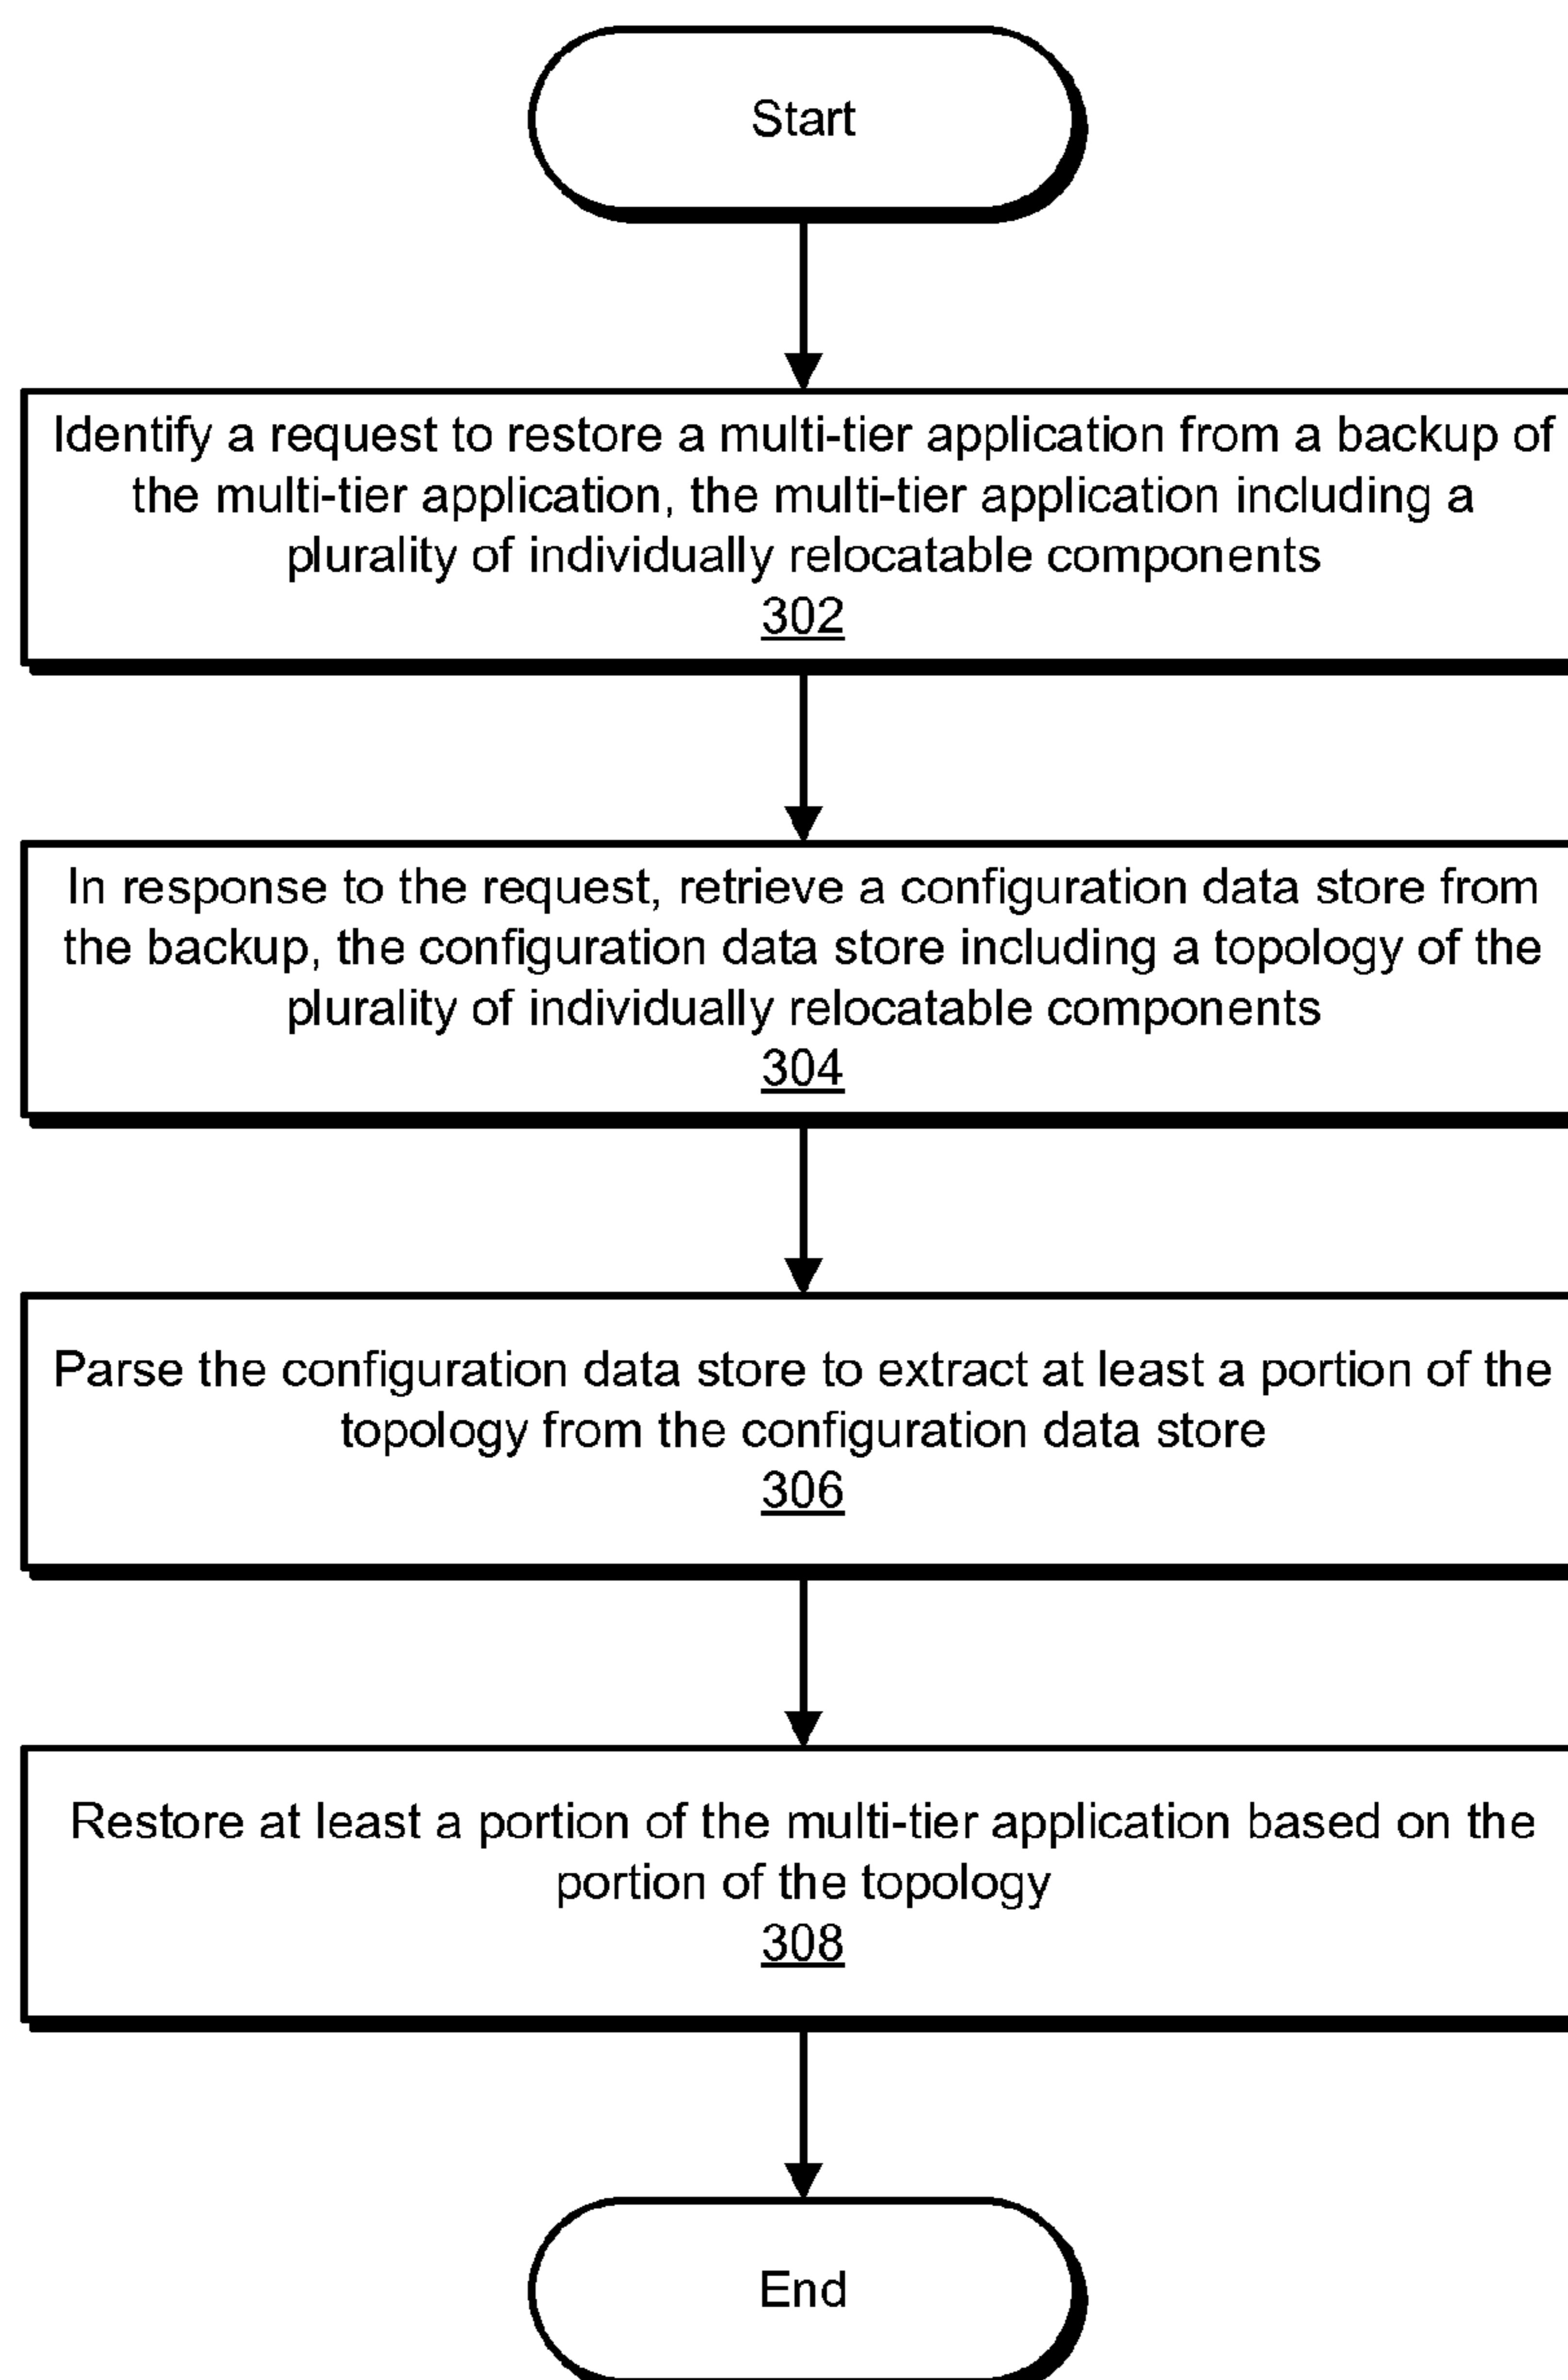 Start
Identify a request to restore a multi-tier application from a backup of
the multi-tier application, the multi-tier application including a
plurality of individually relocatable components
302
In response to the request, retrieve a configuration data store from
the backup, the configuration data store including a topology of the
plurality of individually relocatable components
304
Parse the configuration data store to extract at least a portion of the
topology from the configuration data store
306
Restore at least a portion of the multi-tier application based on the
portion of the topology
308
End